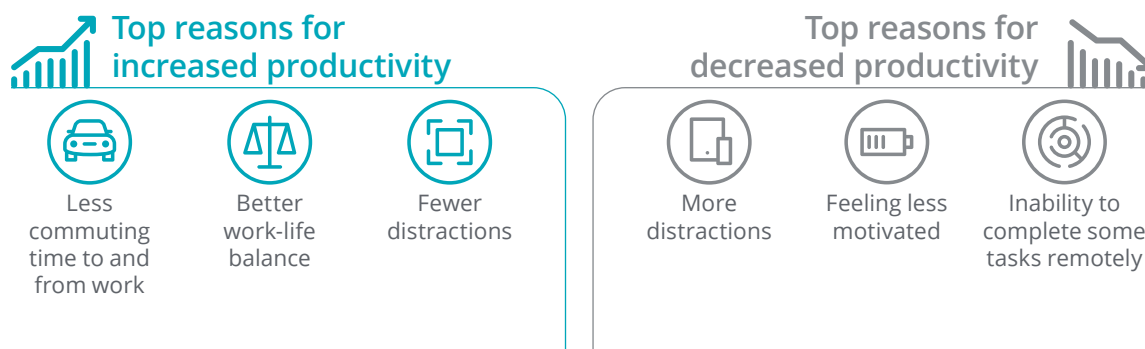 Top reasons for
increased productivity
Less
commuting
time to and
from work
Better
work-life
balance
Fewer
distractions
Top reasons for
decreased productivity
More
distractions
Feeling less
motivated
Inability to
complete some
tasks remotely